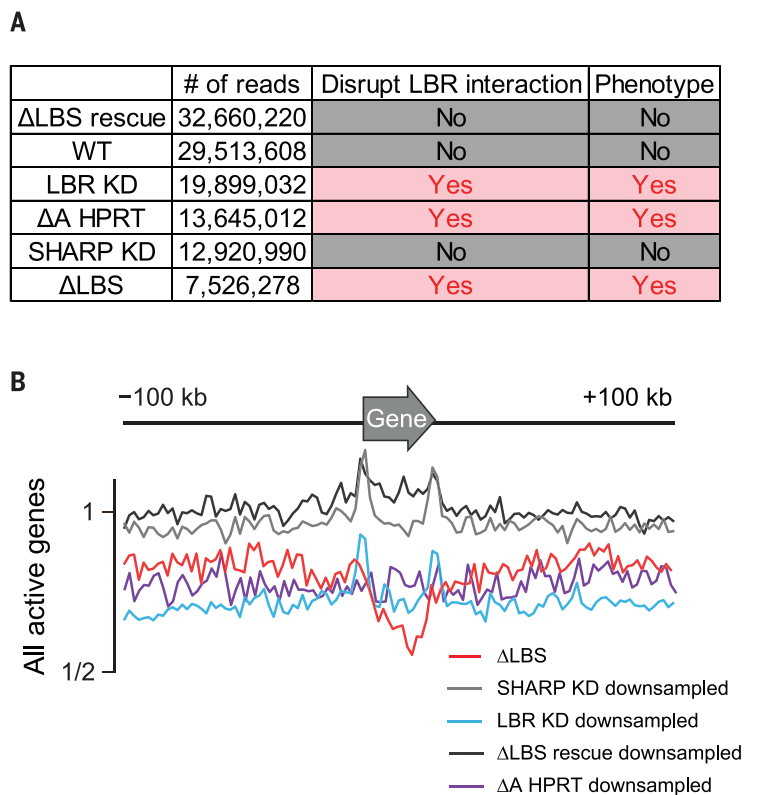 A
# of reads Disrupt LBR interaction Phenotype
ΔLBS rescue 32,660,220 No No
WT 29,513,608 No No
LBR KD 19,899,032 Yes Yes
ΔA HPRT 13,645,012 Yes Yes
SHARP KD 12,920,990 No No
ΔLBS 7,526,278 Yes Yes
B
−100 kb Gene +100 kb
All active genes
1
1/2
ΔLBS
SHARP KD downsampled
LBR KD downsampled
ΔLBS rescue downsampled
ΔA HPRT downsampled